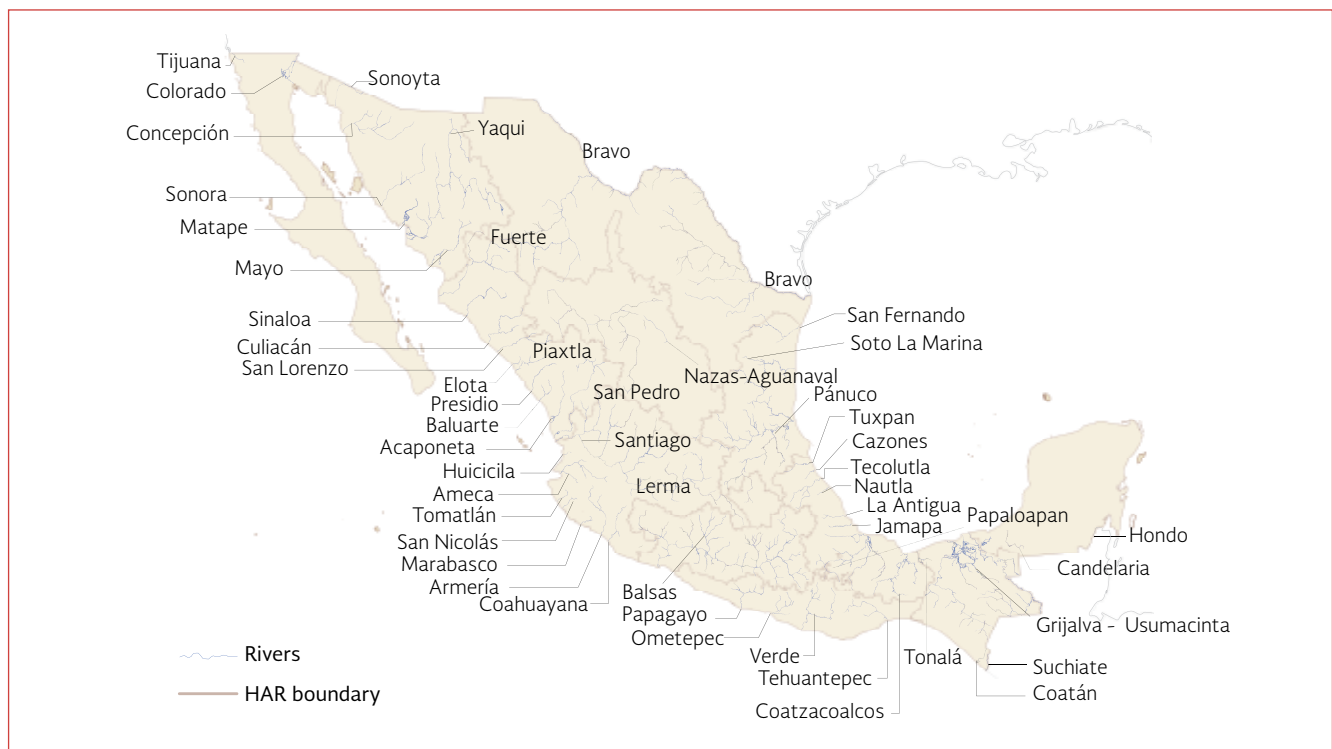 Tijuana
Colorado
Sonoyta
Concepción
Yaqui
Bravo
Sonora
Matape
Fuerte
Mayo
Bravo
Sinaloa
San Fernando
Culiacán
Soto La Marina
San Lorenzo
Piaxtla
Elota
Nazas-Aguanaval
San Pedro
Pánuco
Presidio
Baluarte
Tuxpan
Acaponeta
Santiago
Cazones
Huicicila
Tecolutla
Ameca
Lerma
Nautla
Tomatlán
La Antigua
Papaloapan
Jamapa
San Nicolás
Hondo
Marabasco
Candelaria
Armería
Balsas
Coahuayana
Papagayo
Grijalva - Usumacinta
Ometepec
Rivers
Verde
Tonalá
Suchiate
Tehuantepec
HAR boundary
Coatán
Coatzacoalcos